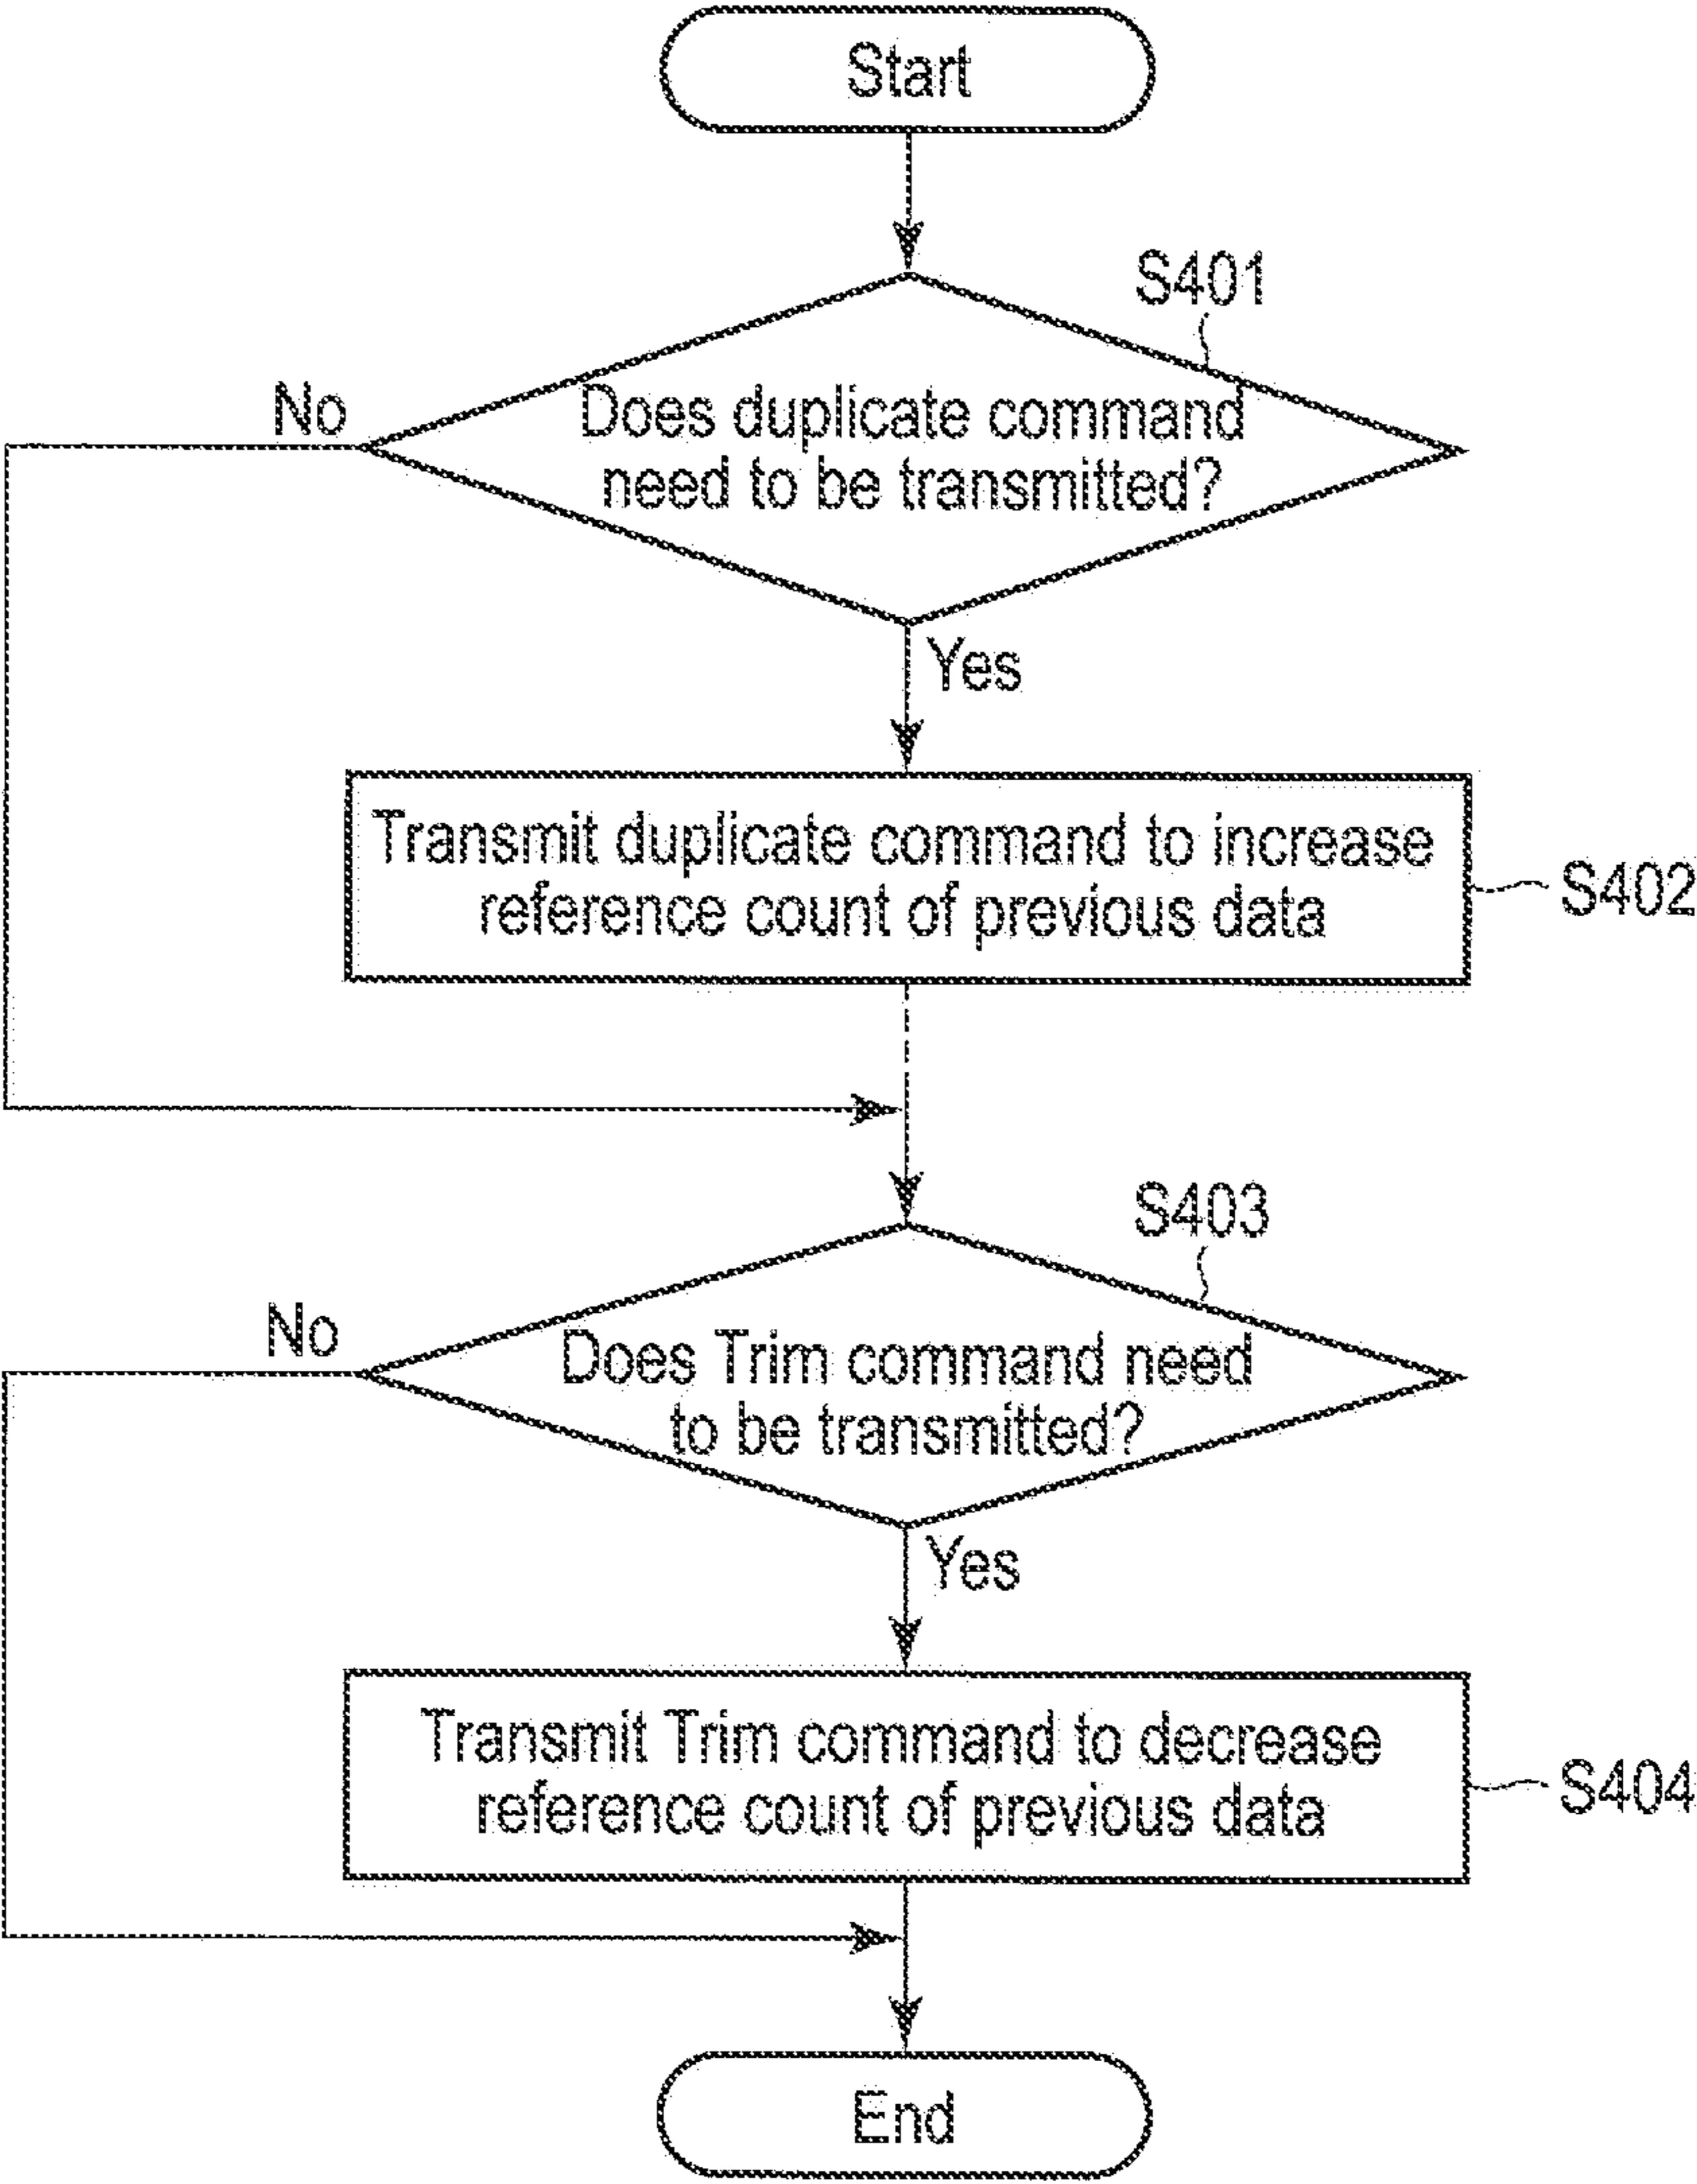 Start
S401
No
Does duplicate command
need to be transmitted?
Yes
Transmit duplicate command to increase
reference count of previous data
S402
S403
No
Does Trim command need
to be transmitted?
Yes
Transmit Trim command to decrease
reference count of previous data
S404
End